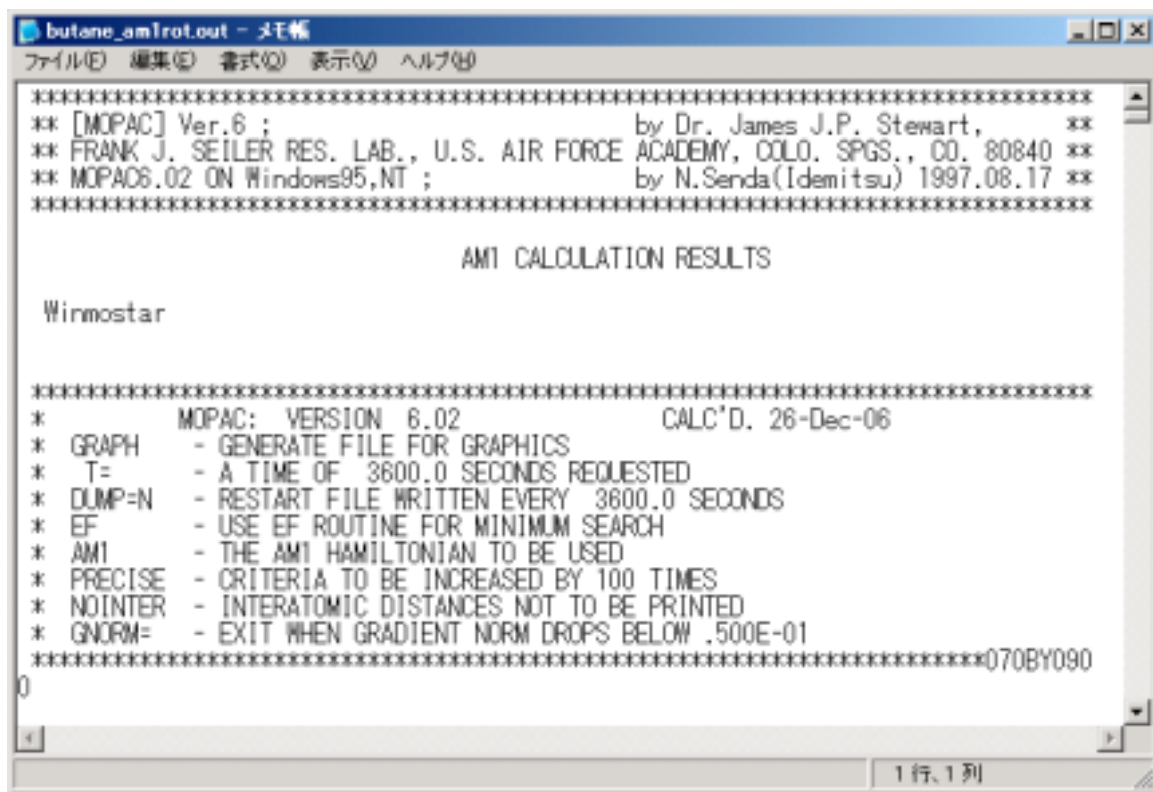 butane_am1rot.out - メモ帳
ファイル(F) 編集(E) 書式(O) 表示(V) ヘルプ(H)
******************************************************************************
** [MOPAC] Ver.6 ; by Dr. James J.P. Stewart, **
** FRANK J. SEILER RES. LAB., U.S. AIR FORCE ACADEMY, COLO. SPGS., CO. 80840 **
** MOPAC6.02 ON Windows95,NT ; by N.Senda(Idemitsu) 1997.08.17 **
******************************************************************************
AM1 CALCULATION RESULTS
Winmostar
******************************************************************************
* MOPAC: VERSION 6.02 CALC'D. 26-Dec-06
* GRAPH - GENERATE FILE FOR GRAPHICS
* T= - A TIME OF 3600.0 SECONDS REQUESTED
* DUMP=N - RESTART FILE WRITTEN EVERY 3600.0 SECONDS
* EF - USE EF ROUTINE FOR MINIMUM SEARCH
* AM1 - THE AM1 HAMILTONIAN TO BE USED
* PRECISE - CRITERIA TO BE INCREASED BY 100 TIMES
* NOINTER - INTERATOMIC DISTANCES NOT TO BE PRINTED
* GNORM= - EXIT WHEN GRADIENT NORM DROPS BELOW .500E-01
**********************************************************************070BY090
0
1 行、1 列